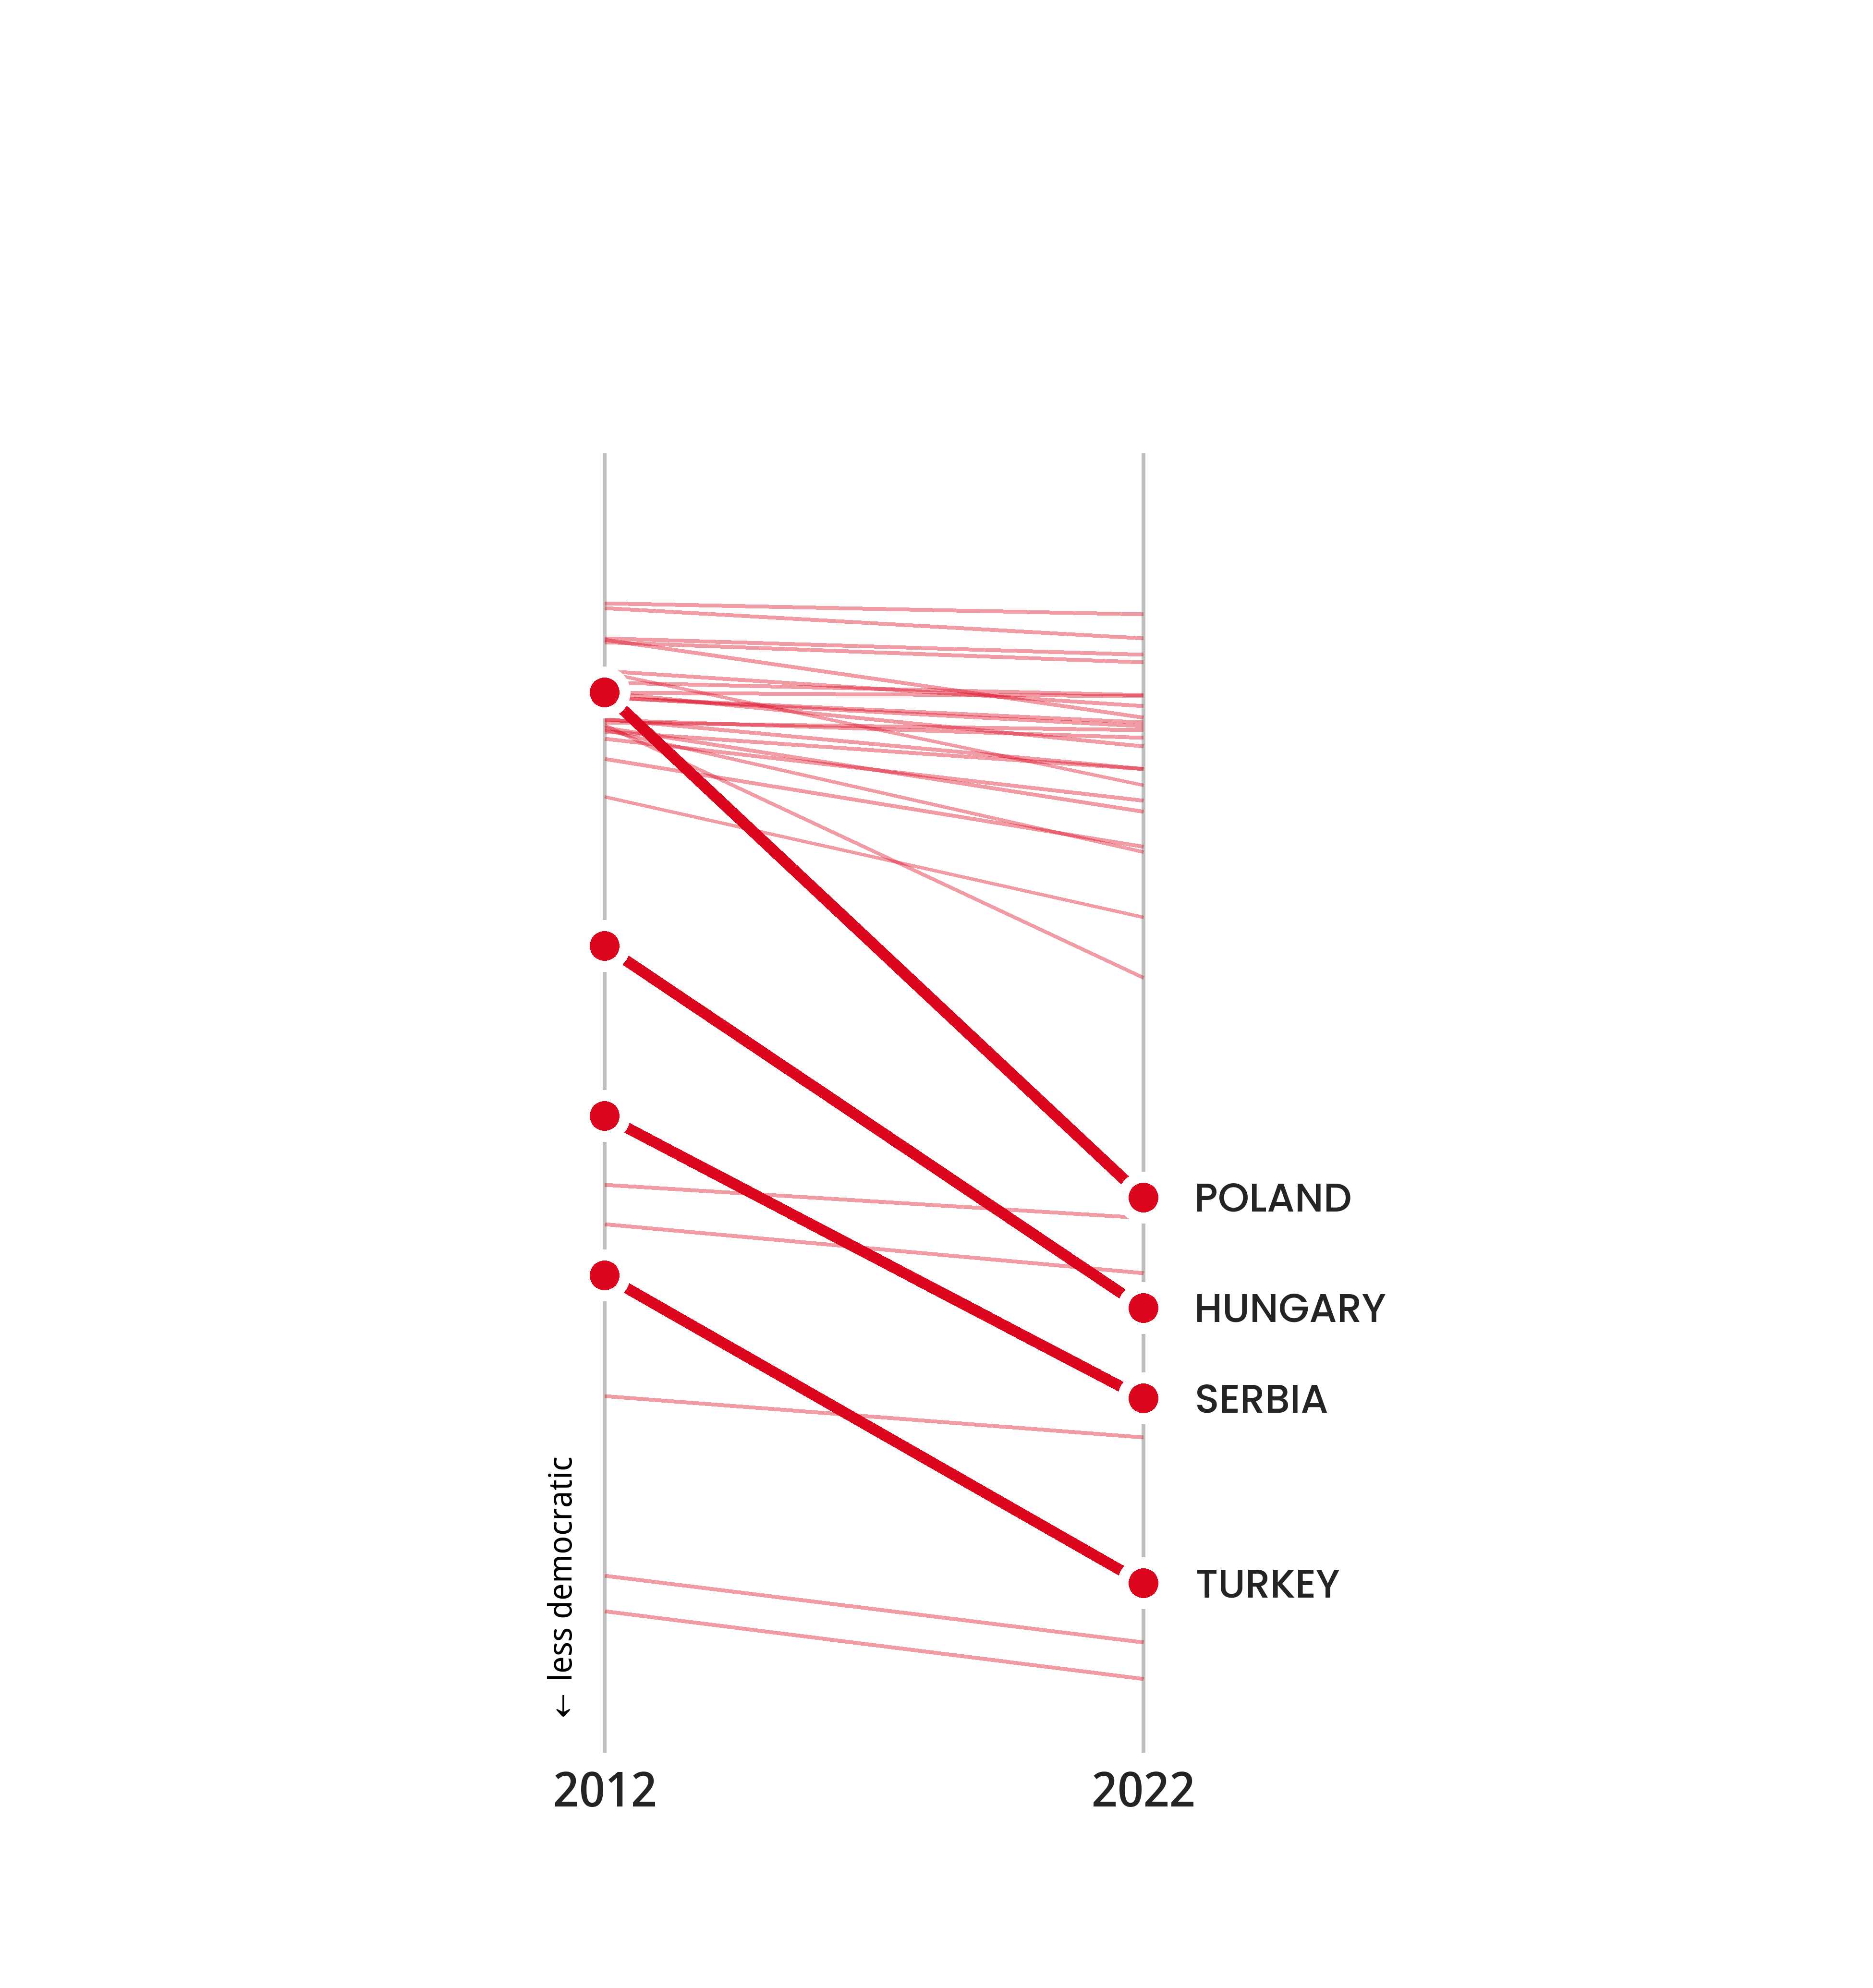 POLAND
HUNGARY
SERBIA
TURKEY
← less democratic
2012
2022